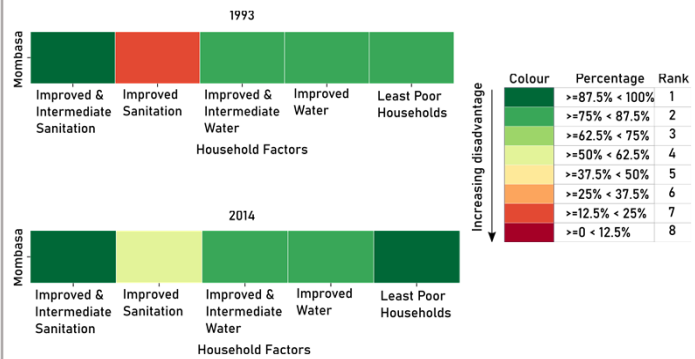 1993
Mombasa
Improved &
Intermediate
Sanitation
Improved
Sanitation
Improved &
Intermediate
Water
Improved
Water
Least Poor
Households
Household Factors
2014
Mombasa
Improved &
Intermediate
Sanitation
Improved
Sanitation
Improved &
Intermediate
Water
Improved
Water
Least Poor
Households
Household Factors
Increasing disadvantage
Colour Percentage Rank
>=87.5% < 100% 1
>=75% < 87.5% 2
>=62.5% < 75% 3
>=50% < 62.5% 4
>=37.5% < 50% 5
>=25% < 37.5% 6
>=12.5% < 25% 7
>=0 < 12.5% 8